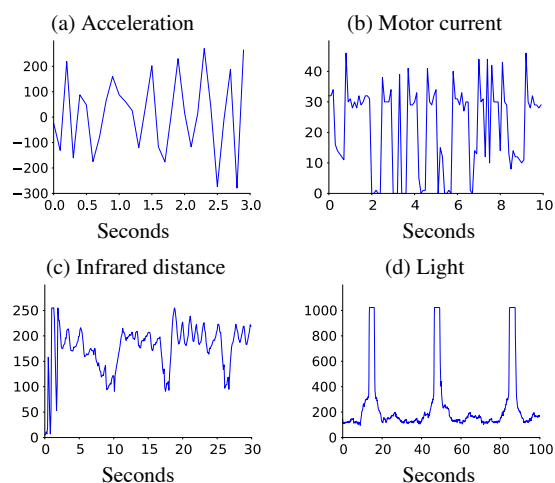 (a) Acceleration
200
100
0
−100
−200
−300
0.0 0.5 1.0 1.5 2.0 2.5 3.0
Seconds
(b) Motor current
40
30
20
10
0
0 2 4 6 8 10
Seconds
(c) Infrared distance
250
200
150
100
50
0
0 5 10 15 20 25 30
Seconds
(d) Light
1000
800
600
400
200
0
0 20 40 60 80 100
Seconds